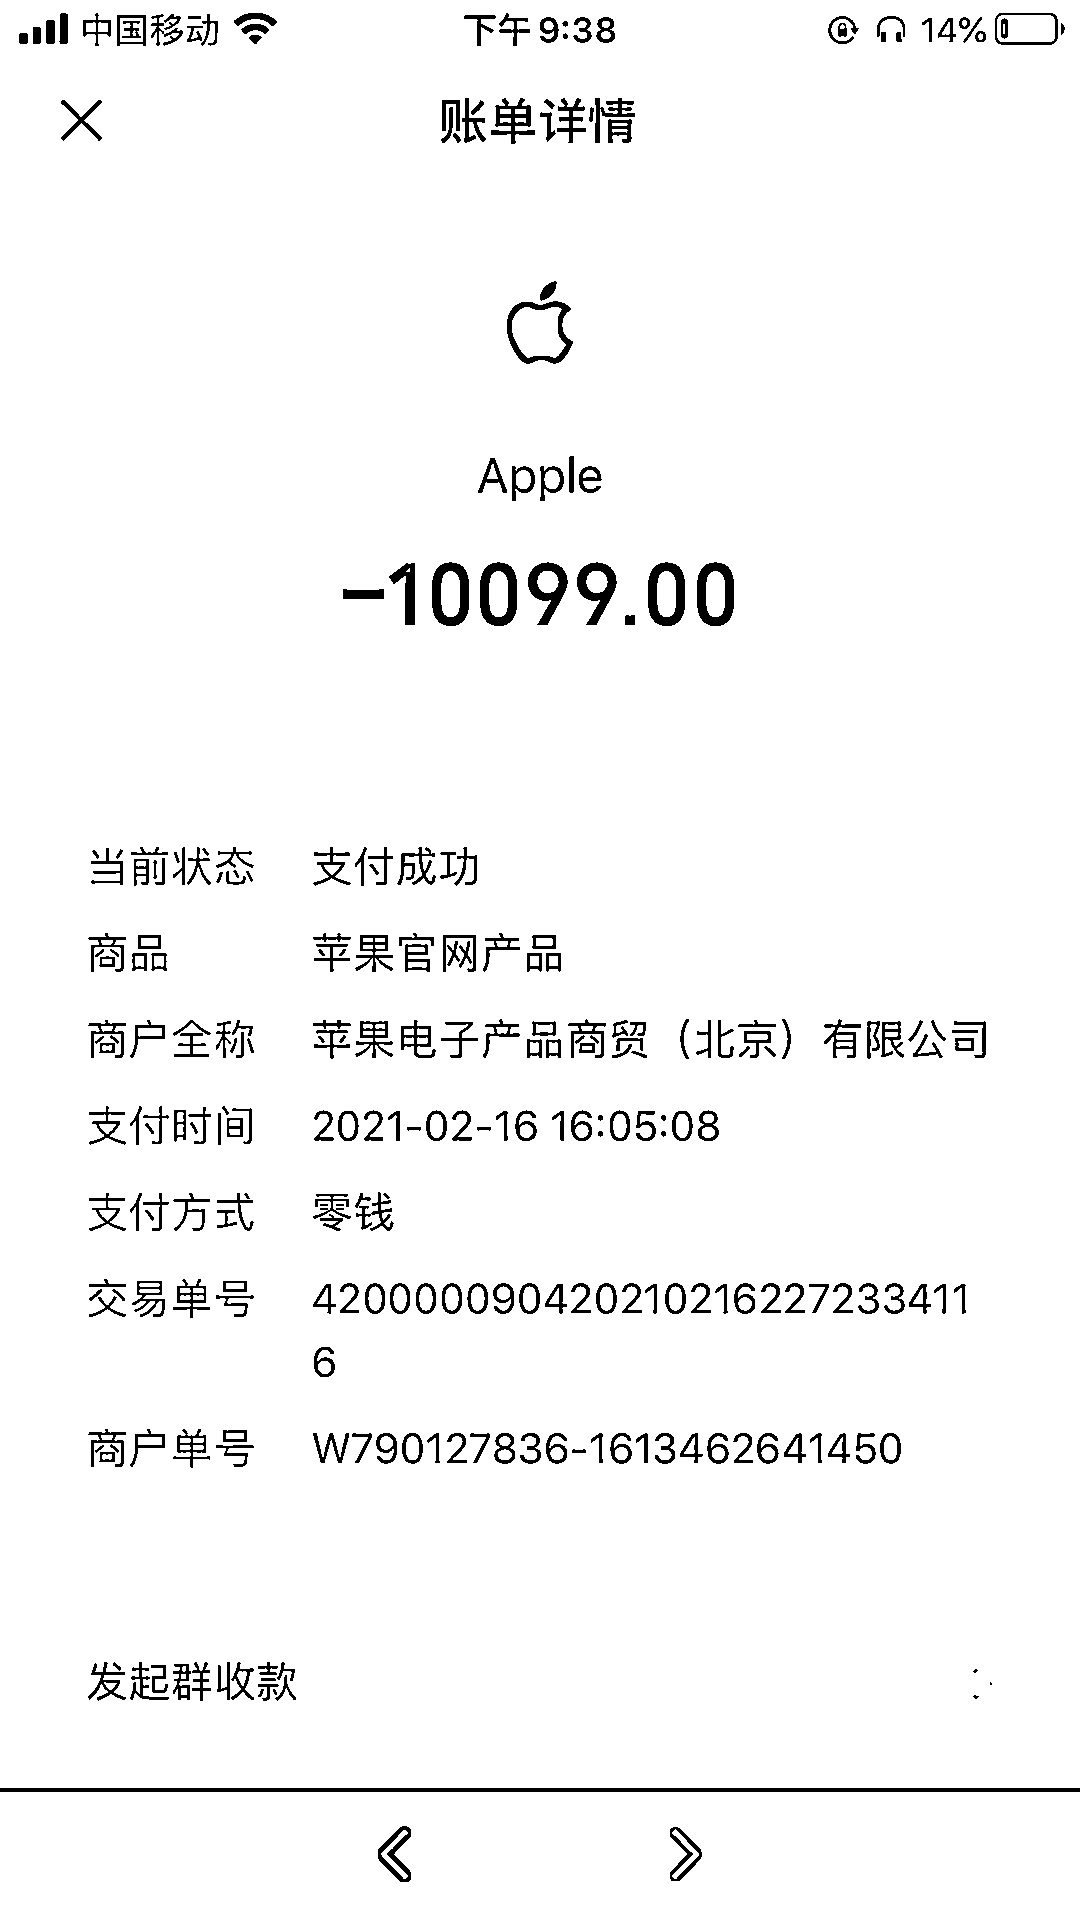 中国移动 下午9:38 14%
账单详情
Apple
-10099.00
当前状态 支付成功
商品 苹果官网产品
商户全称 苹果电子产品商贸（北京）有限公司
支付时间 2021-02-16 16:05:08
支付方式 零钱
交易单号 420000090420210216227233411
6
商户单号 W790127836-1613462641450
发起群收款